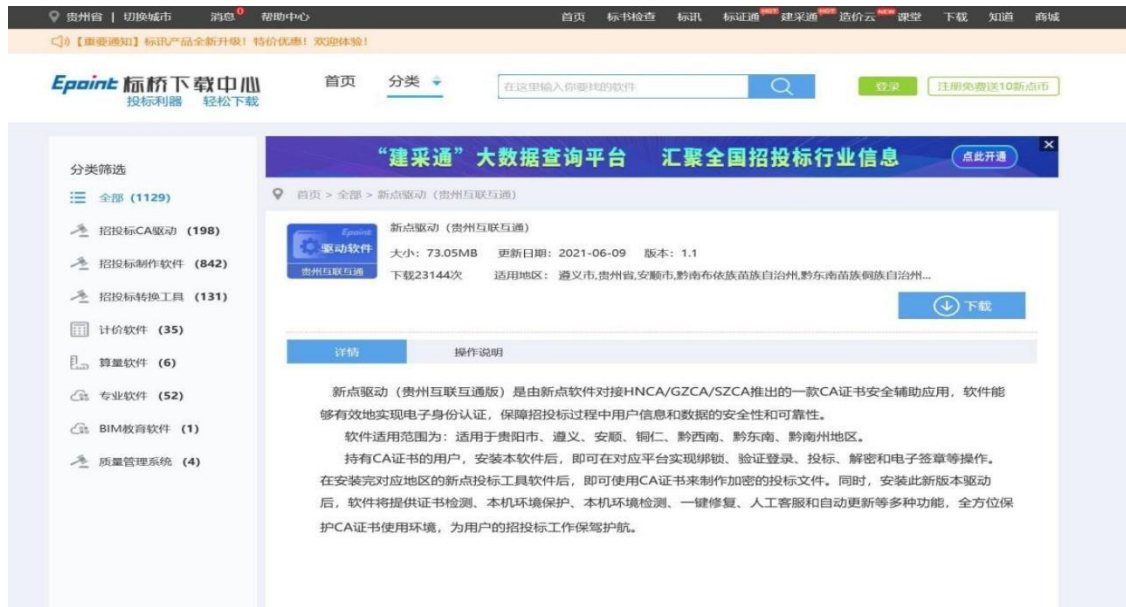 贵州省 | 切换城市 消息0 帮助中心 首页 标书检查 标讯 标证通HOT 建采通HOT 造价云NEW 课堂 下载 知道 商城
【重要通知】标讯产品全新升级！特价优惠！欢迎体验！
Epoint 标桥下载中心 首页 分类 在这里输入你要找的软件 登录 注册免费送10新点币
投标利器 轻松下载
分类筛选
全部 (1129)
招投标CA驱动 (198)
招投标制作软件 (842)
招投标转换工具 (131)
计价软件 (35)
算量软件 (6)
专业软件 (52)
BIM教育软件 (1)
质量管理系统 (4)
“建采通”大数据查询平台 汇聚全国招投标行业信息 点此开通
首页 > 全部 > 新点驱动（贵州互联互通）
Epoint
驱动软件
贵州互联互通
新点驱动（贵州互联互通）
大小：73.05MB 更新日期：2021-06-09 版本：1.1
下载23144次 适用地区：遵义市,贵州省,安顺市,黔南布依族苗族自治州,黔东南苗族侗族自治州...
下载
详情 操作说明
新点驱动（贵州互联互通版）是由新点软件对接HNCA/GZCA/SZCA推出的一款CA证书安全辅助应用，软件能
够有效地实现电子身份认证，保障招投标过程中用户信息和数据的安全性和可靠性。
软件适用范围为：适用于贵阳市、遵义、安顺、铜仁、黔西南、黔东南、黔南州地区。
持有CA证书的用户，安装本软件后，即可在对应平台实现绑锁、验证登录、投标、解密和电子签章等操作。
在安装完对应地区的新点投标工具软件后，即可使用CA证书来制作加密的投标文件。同时，安装此新版本驱动
后，软件将提供证书检测、本机环境保护、本机环境检测、一键修复、人工客服和自动更新等多种功能，全方位保
护CA证书使用环境，为用户的招投标工作保驾护航。